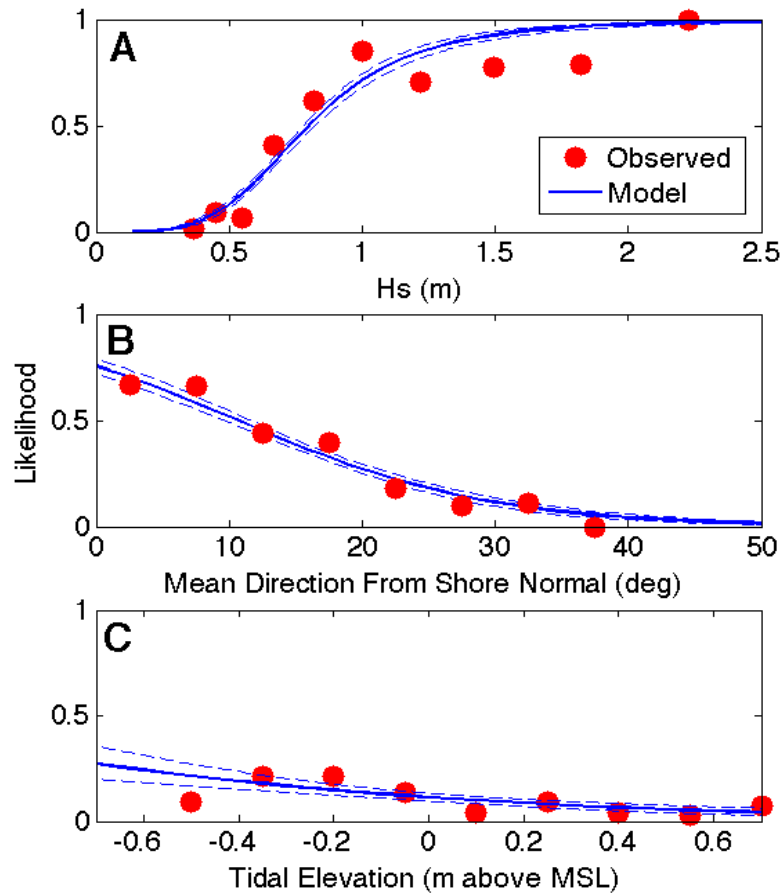 1
A
0.5
Observed
Model
0
0 0.5 1 1.5 2 2.5
Hs (m)
1
B
Likelihood
0.5
0
0 10 20 30 40 50
Mean Direction From Shore Normal (deg)
1
C
0.5
0
-0.6 -0.4 -0.2 0 0.2 0.4 0.6
Tidal Elevation (m above MSL)